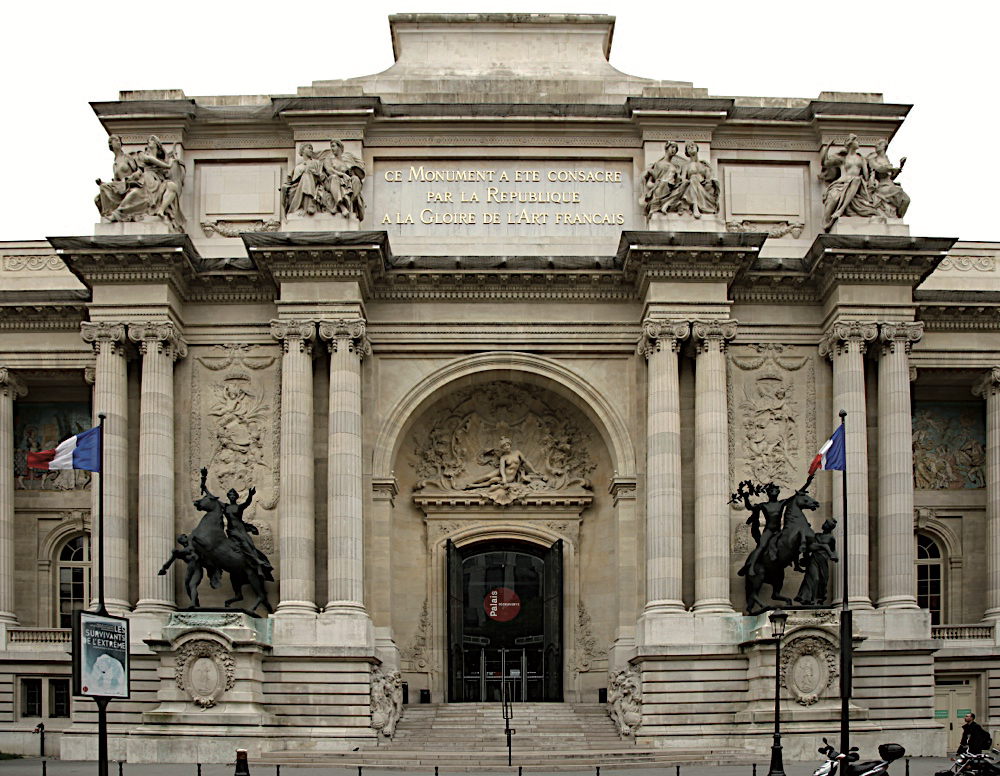 CE MONUMENT A ETE CONSACRE
PAR LA REPUBLIQUE
A LA GLOIRE DE L'ART FRANCAIS
Palais
LES
SURVIVANTS
DE L'EXTRÊME